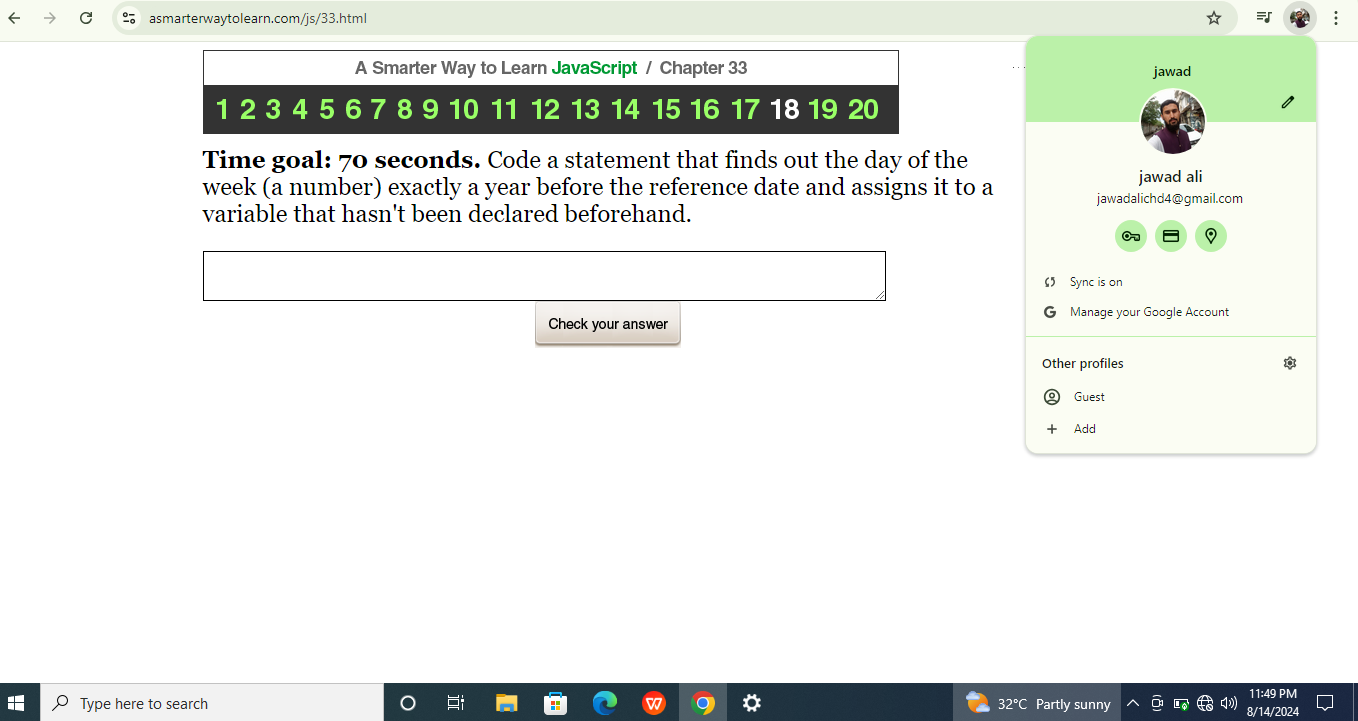 asmarterwaytolearn.com/js/33.html
A Smarter Way to Learn JavaScript / Chapter 33
1 2 3 4 5 6 7 8 9 10 11 12 13 14 15 16 17 18 19 20
Time goal: 70 seconds. Code a statement that finds out the day of the
week (a number) exactly a year before the reference date and assigns it to a
variable that hasn't been declared beforehand.
Check your answer
jawad
jawad ali
jawadalichd4@gmail.com
Sync is on
Manage your Google Account
Other profiles
Guest
Add
Type here to search
32°C Partly sunny
11:49 PM
8/14/2024